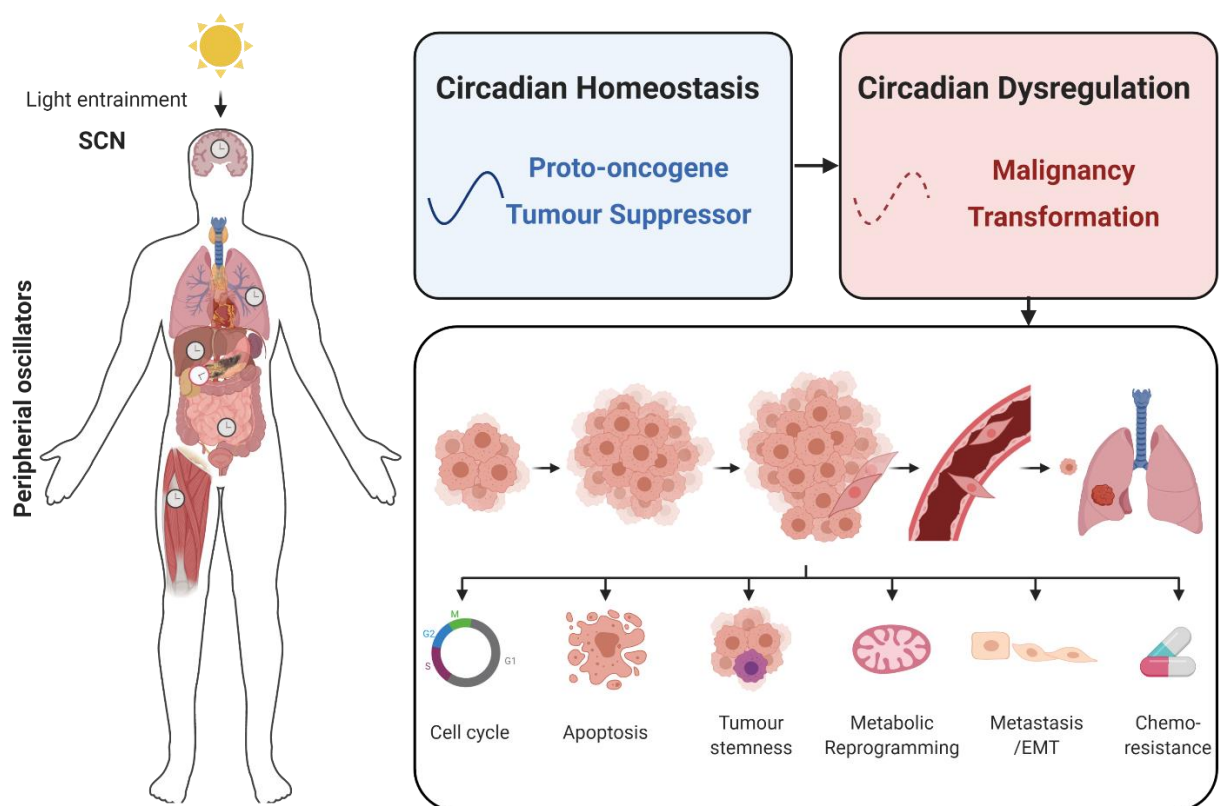 Light entrainment
SCN
Peripherial oscillators
Circadian Homeostasis
Proto-oncogene
Tumour Suppressor
Circadian Dysregulation
Malignancy
Transformation
M
G2
S
G1
Cell cycle
Apoptosis
Tumour
stemness
Metabolic
Reprogramming
Metastasis
/EMT
Chemo-
resistance